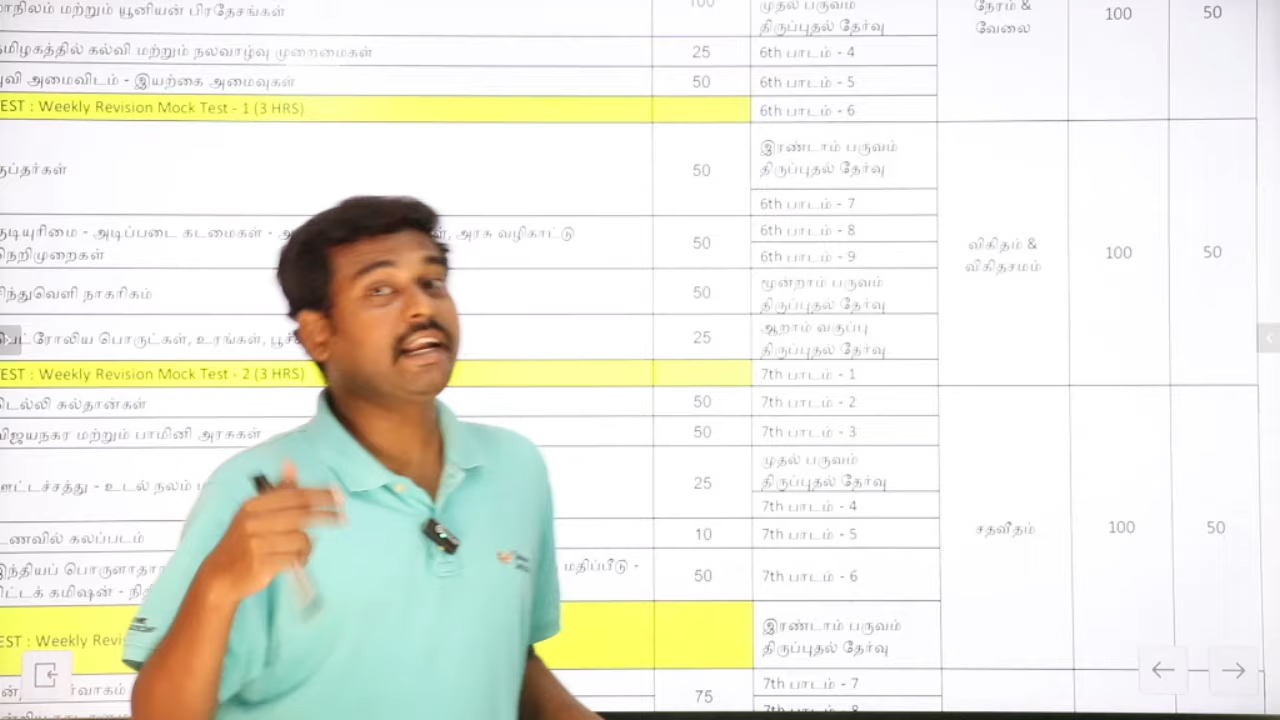 மாநிலம் மற்றும் யூனியன் பிரதேசங்கள்
100
முதல் பருவம்
திருப்புதல் தேர்வு
நேரம் &
வேலை
100
50
தமிழகத்தில் கல்வி மற்றும் நலவாழ்வு முறைமைகள்
25
6th பாடம் - 4
புவி அமைவிடம் - இயற்கை அமைவுகள்
50
6th பாடம் - 5
EST : Weekly Revision Mock Test - 1 (3 HRS)
6th பாடம் - 6
குப்தர்கள்
50
இரண்டாம் பருவம்
திருப்புதல் தேர்வு
6th பாடம் - 7
குடியுரிமை - அடிப்படை கடமைகள் -
அரசு வழிகாட்டு
நெறிமுறைகள்
50
6th பாடம் - 8
6th பாடம் - 9
விகிதம் &
விகிதசமம்
100
50
சிந்துவெளி நாகரிகம்
50
மூன்றாம் பருவம்
திருப்புதல் தேர்வு
பெட்ரோலிய பொருட்கள், உரங்கள்,
25
ஆறாம் வகுப்பு
திருப்புதல் தேர்வு
EST : Weekly Revision Mock Test - 2 (3 HRS)
7th பாடம் - 1
டெல்லி சுல்தான்கள்
50
7th பாடம் - 2
விஜயநகர மற்றும் பாமினி அரசுகள்
50
7th பாடம் - 3
ஊட்டச்சத்து - உடல் நலம்
25
முதல் பருவம்
திருப்புதல் தேர்வு
7th பாடம் - 4
உணவில் கலப்படம்
10
7th பாடம் - 5
சதவீதம்
100
50
மதிப்பீடு -
திட்டக் கமிஷன் -
50
7th பாடம் - 6
EST : Weekly Revis
இரண்டாம் பருவம்
திருப்புதல் தேர்வு
75
7th பாடம் - 7
7th பாடம் - 8